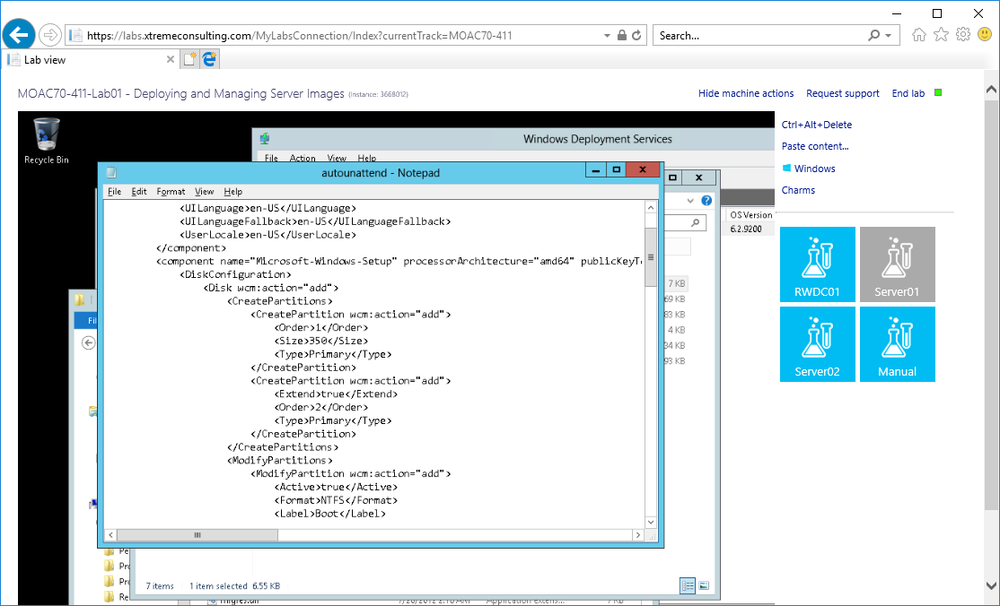 https://labs.xtremeconsulting.com/MyLabsConnection/Index?currentTrack=MOAC70-411
Search...
Lab view
MOAC70-411-Lab01 - Deploying and Managing Server Images (Instance: 3668012)
Hide machine actions Request support End lab
Recycle Bin
Windows Deployment Services
File Action View Help
autounattend - Notepad
File Edit Format View Help
<UILanguage>en-US</UILanguage>
<UILanguageFallback>en-US</UILanguageFallback>
<UserLocale>en-US</UserLocale>
</component>
<component name="Microsoft-Windows-Setup" processorArchitecture="amd64" publicKeyTo
<DiskConfiguration>
<Disk wcm:action="add">
<CreatePartitions>
<CreatePartition wcm:action="add">
<Order>1</Order>
<Size>350</Size>
<Type>Primary</Type>
</CreatePartition>
<CreatePartition wcm:action="add">
<Extend>true</Extend>
<Order>2</Order>
<Type>Primary</Type>
</CreatePartition>
</CreatePartitions>
<ModifyPartitions>
<ModifyPartition wcm:action="add">
<Active>true</Active>
<Format>NTFS</Format>
<Label>Boot</Label>
OS Version
6.2.9200
7 KB
69 KB
83 KB
4 KB
34 KB
93 KB
Fil
Pe
Pro
Pro
Re
7 items 1 item selected 6.55 KB
Ctrl+Alt+Delete
Paste content...
Windows
Charms
RWDC01
Server01
Server02
Manual